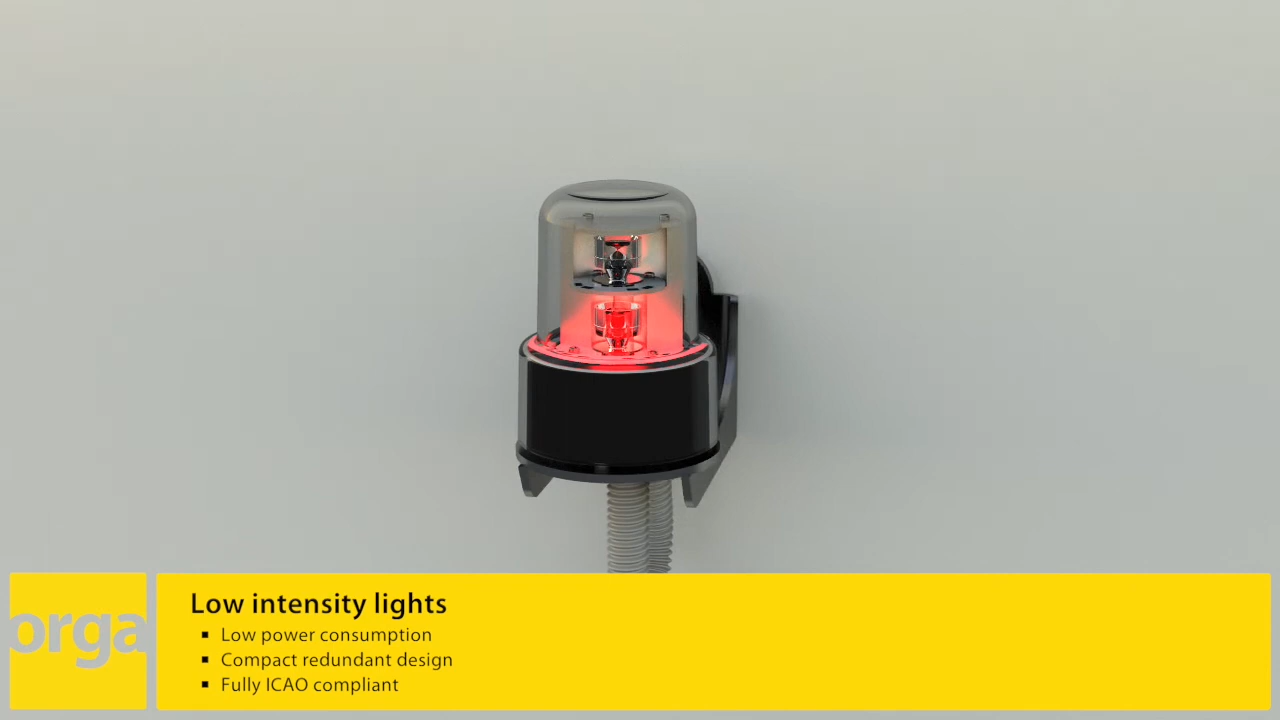 orga
Low intensity lights
▪ Low power consumption
▪ Compact redundant design
▪ Fully ICAO compliant